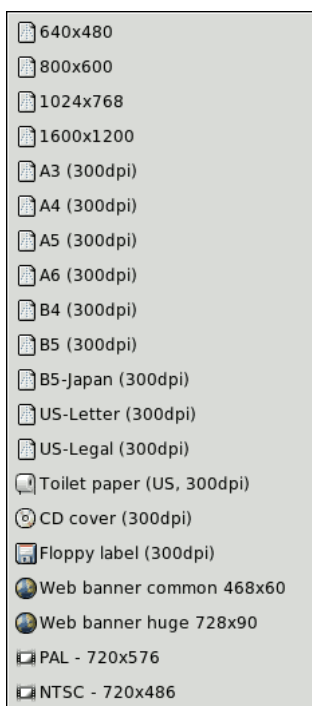 640x480
800x600
1024x768
1600x1200
A3 (300dpi)
A4 (300dpi)
A5 (300dpi)
A6 (300dpi)
B4 (300dpi)
B5 (300dpi)
B5-Japan (300dpi)
US-Letter (300dpi)
US-Legal (300dpi)
Toilet paper (US, 300dpi)
CD cover (300dpi)
Floppy label (300dpi)
Web banner common 468x60
Web banner huge 728x90
PAL - 720x576
NTSC - 720x486